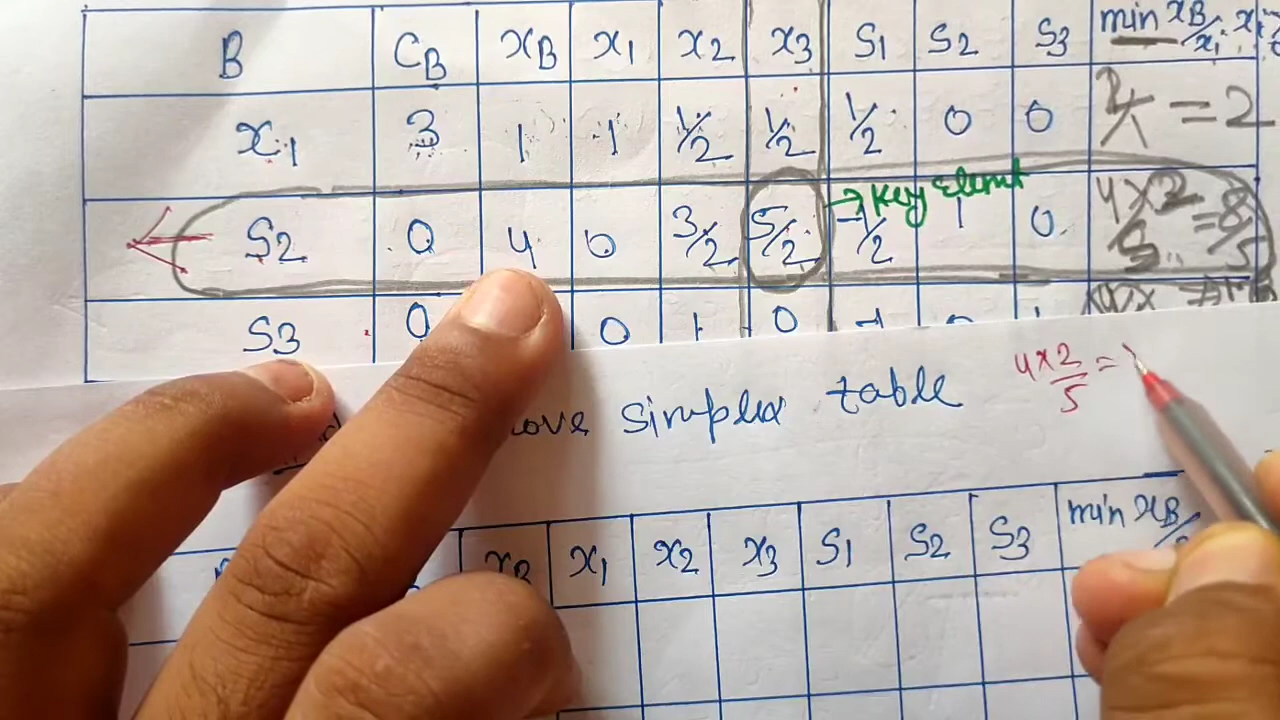 B CB xB x1 x2 x3 S1 S2 S3 min xB/x1
x1 3 1 1 1/2 1/2 1/2 0 0 = 2
→ Key Elemt
S2 0 4 0 3/2 5/2 -1/2 1 0 4×2/5 = 8/5
S3 0 0 1 0 -1
simplex table 4×2/5 =
xB x1 x2 x3 S1 S2 S3 min xB/